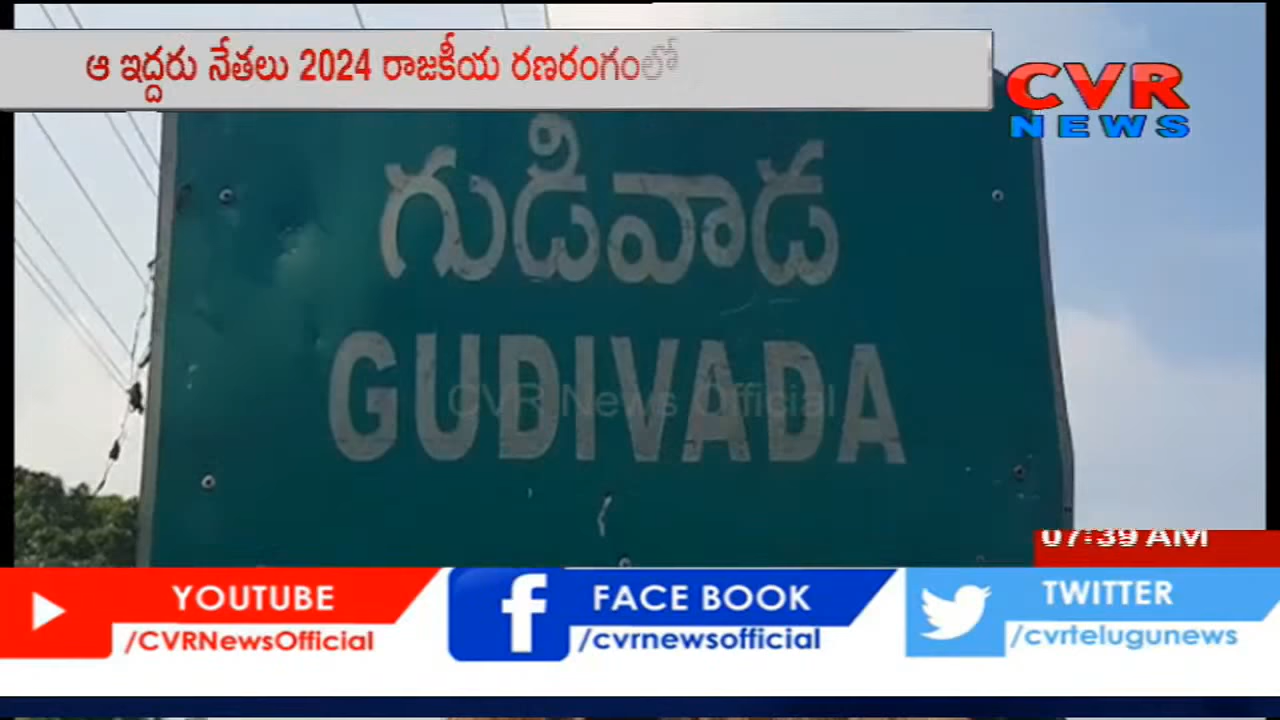 ఆ ఇద్దరు నేతలు 2024 రాజకీయ రణరంగంలో
CVR
NEWS
గుడివాడ
GUDIVADA
CVR News Official
07:39 AM
YOUTUBE
/CVRNewsOfficial
FACE BOOK
/cvrnewsofficial
TWITTER
/cvrtelugunews